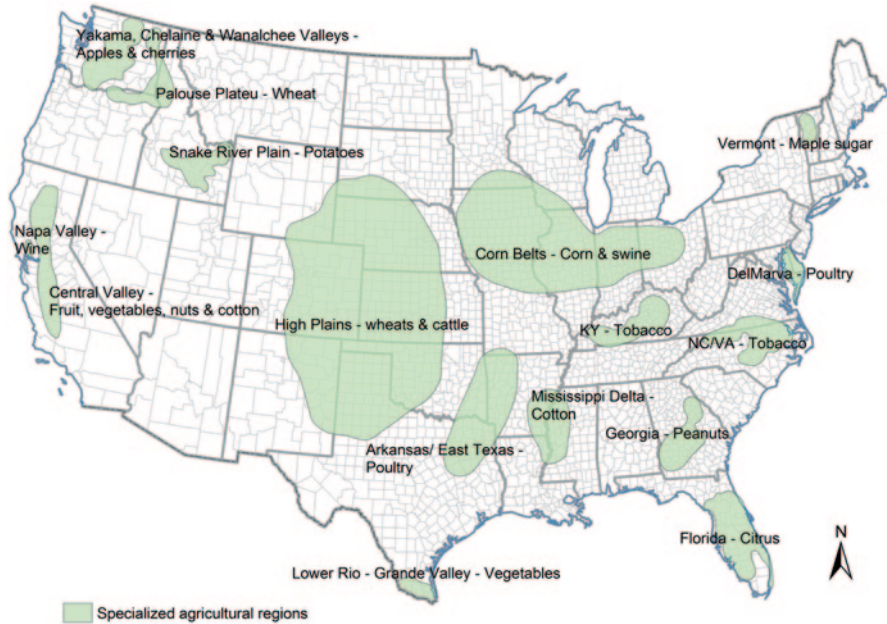 Yakama, Chelaine & Wanalchee Valleys -
Apples & cherries
Palouse Plateu - Wheat
Snake River Plain - Potatoes
Vermont - Maple sugar
Napa Valley -
Wine
Corn Belts - Corn & swine
DelMarva - Poultry
Central Valley -
Fruit, vegetables, nuts & cotton
High Plains - wheats & cattle
KY - Tobacco
NC/VA - Tobacco
Mississippi Delta -
Cotton
Georgia - Peanuts
Arkansas/ East Texas -
Poultry
Florida - Citrus
N
Lower Rio - Grande Valley - Vegetables
Specialized agricultural regions